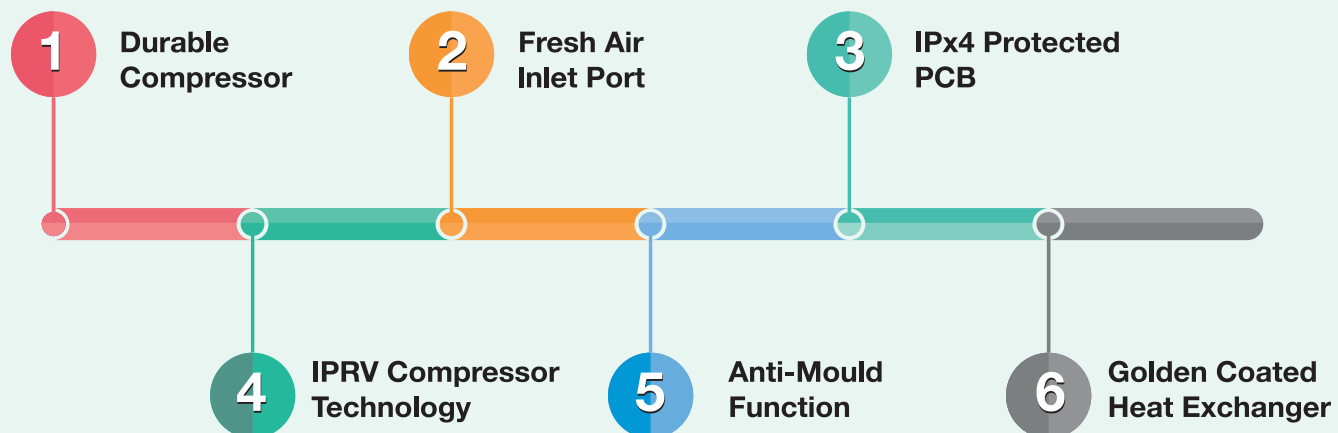 1
Durable
Compressor
2
Fresh Air
Inlet Port
3
IPx4 Protected
PCB
4
IPRV Compressor
Technology
5
Anti-Mould
Function
6
Golden Coated
Heat Exchanger